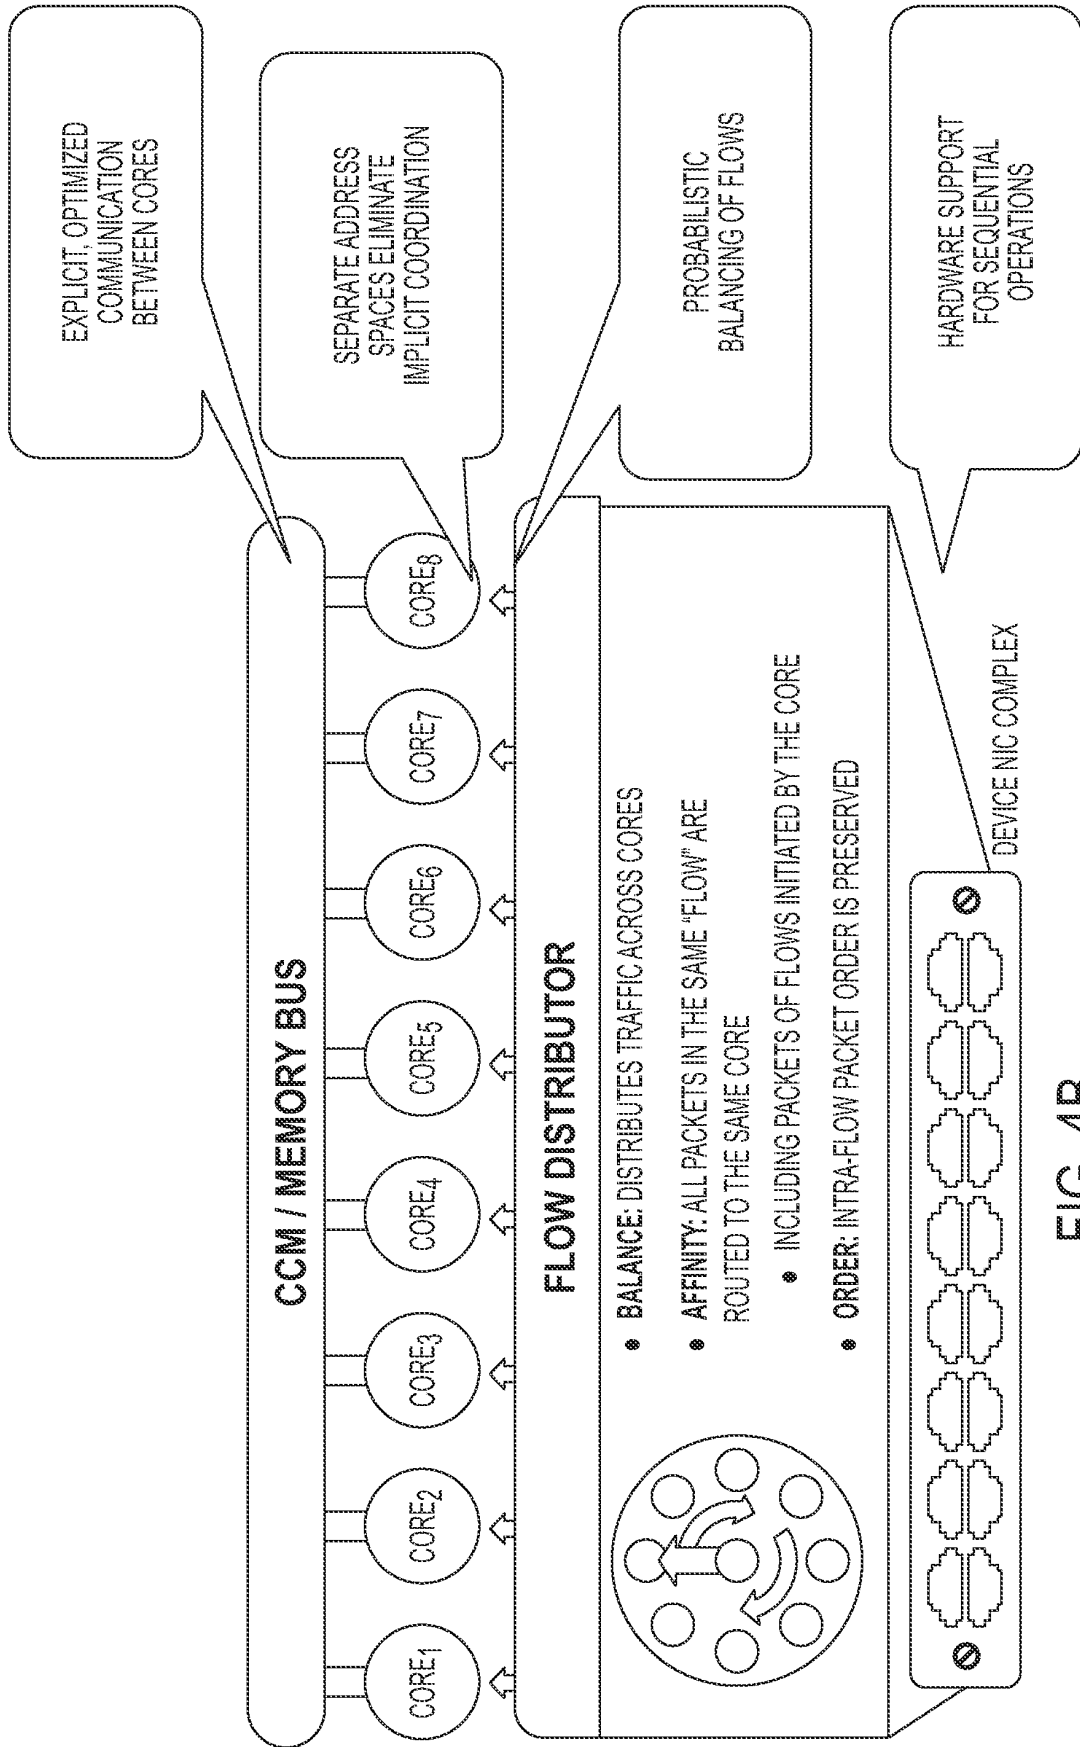 EXPLICIT, OPTIMIZED
COMMUNICATION
BETWEEN CORES
SEPARATE ADDRESS
SPACES ELIMINATE
IMPLICIT COORDINATION
PROBABILISTIC
BALANCING OF FLOWS
HARDWARE SUPPORT
FOR SEQUENTIAL
OPERATIONS
CCM / MEMORY BUS
CORE1
CORE2
CORE3
CORE4
CORE5
CORE6
CORE7
CORE8
FLOW DISTRIBUTOR
• BALANCE: DISTRIBUTES TRAFFIC ACROSS CORES
• AFFINITY: ALL PACKETS IN THE SAME "FLOW" ARE
ROUTED TO THE SAME CORE
• INCLUDING PACKETS OF FLOWS INITIATED BY THE CORE
• ORDER: INTRA-FLOW PACKET ORDER IS PRESERVED
DEVICE NIC COMPLEX
FIG. 4B